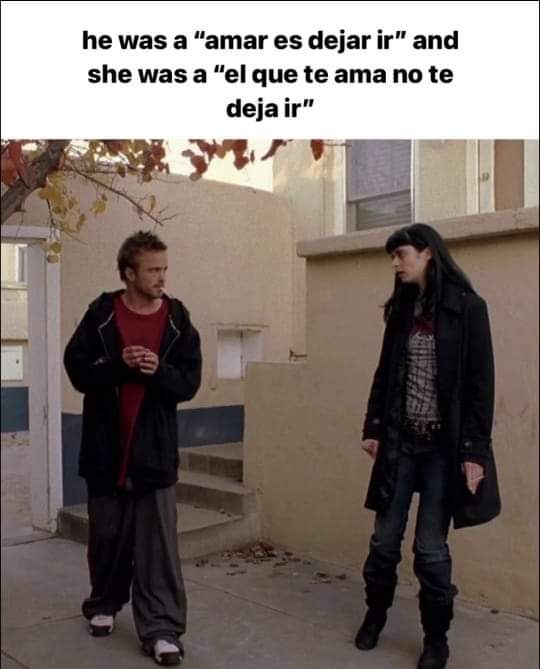 he was a “amar es dejar ir” and
she was a “el que te ama no te
deja ir”